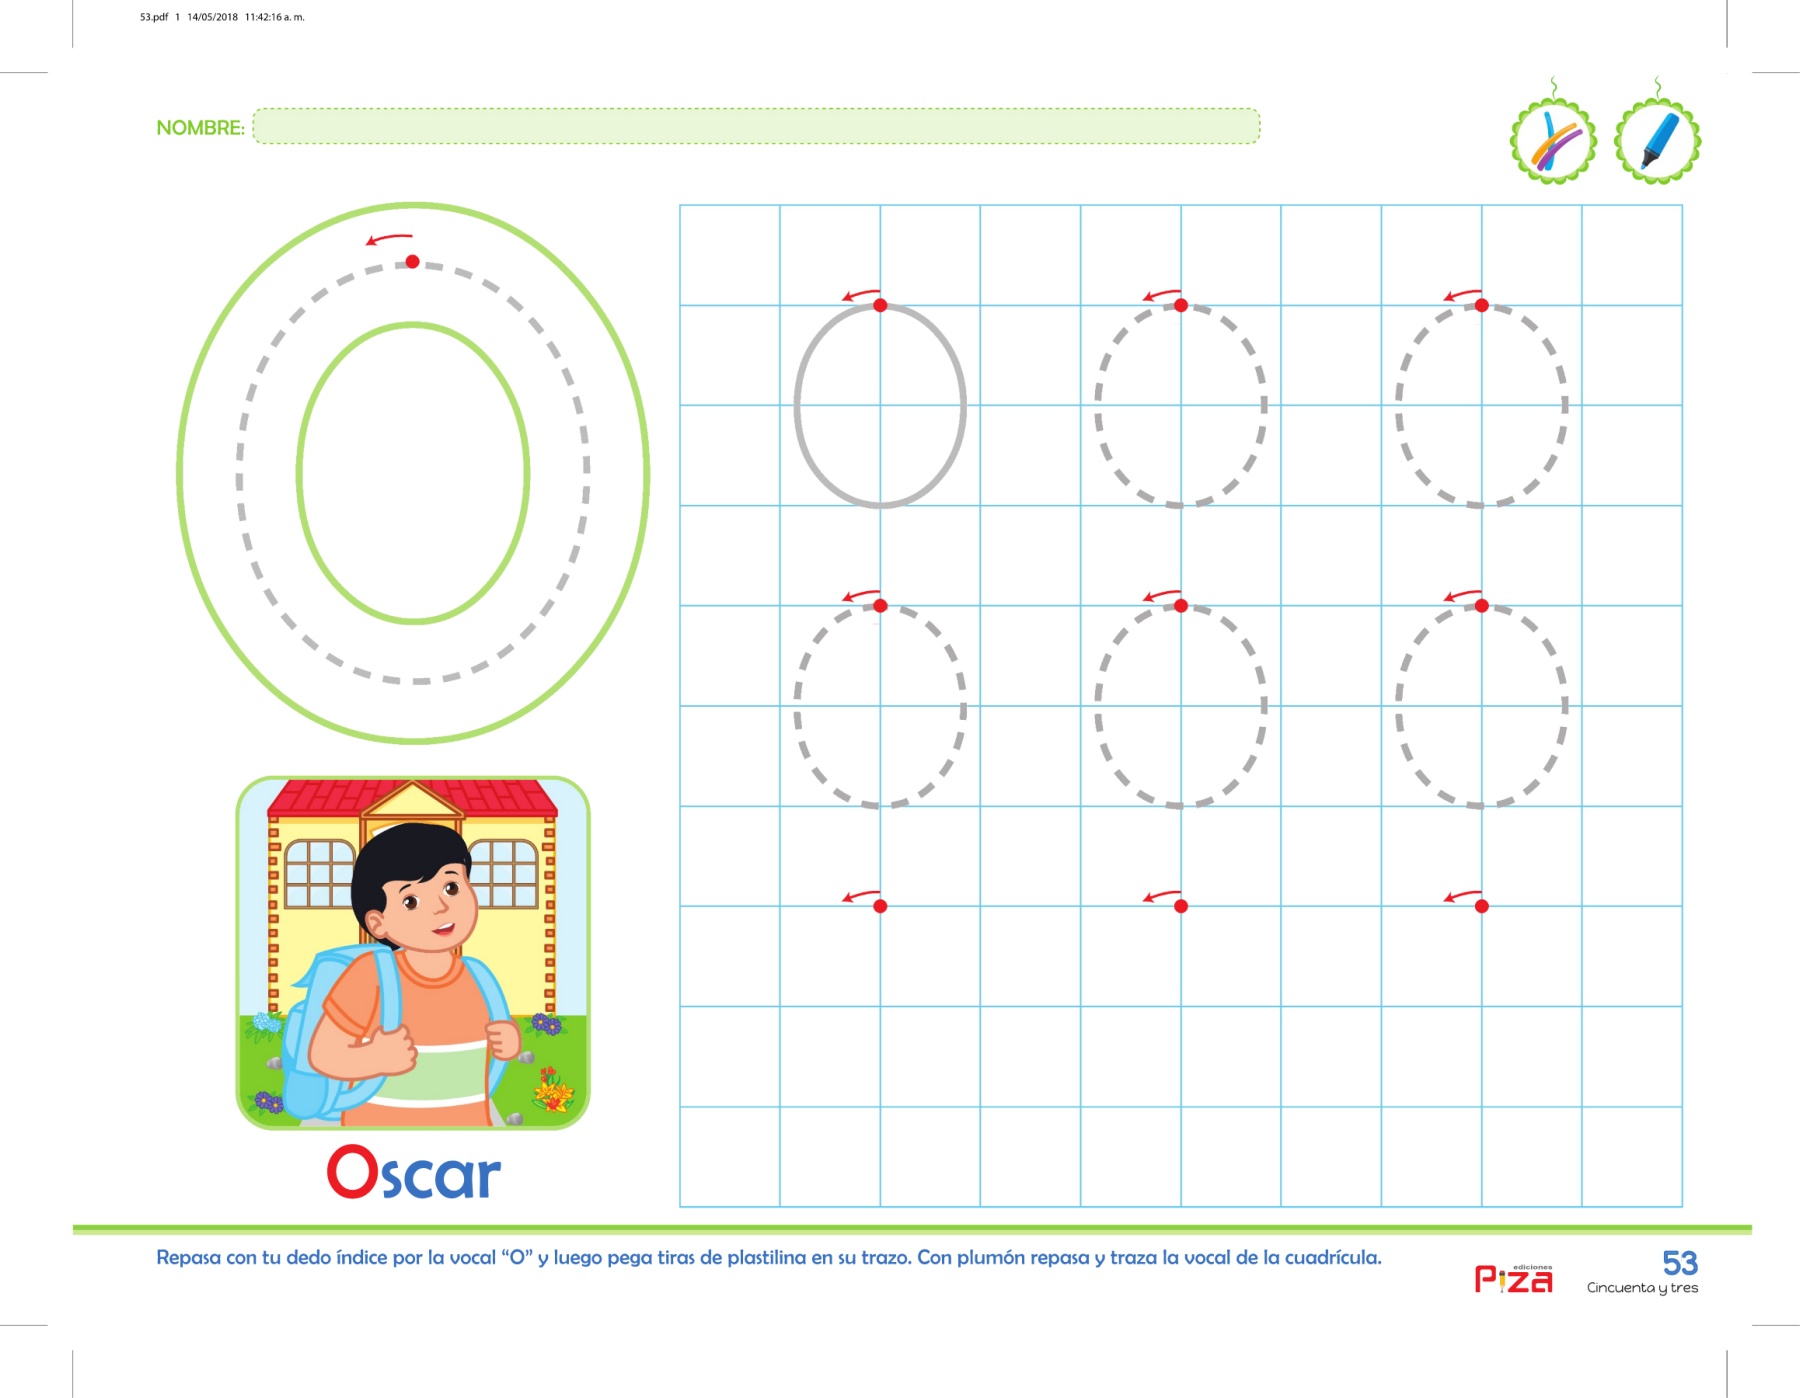 53.pdf 1 14/05/2018 11:42:16 a. m.
NOMBRE:
Oscar
Repasa con tu dedo índice por la vocal “O” y luego pega tiras de plastilina en su trazo. Con plumón repasa y traza la vocal de la cuadrícula.
ediciones
Piza
53
Cincuenta y tres